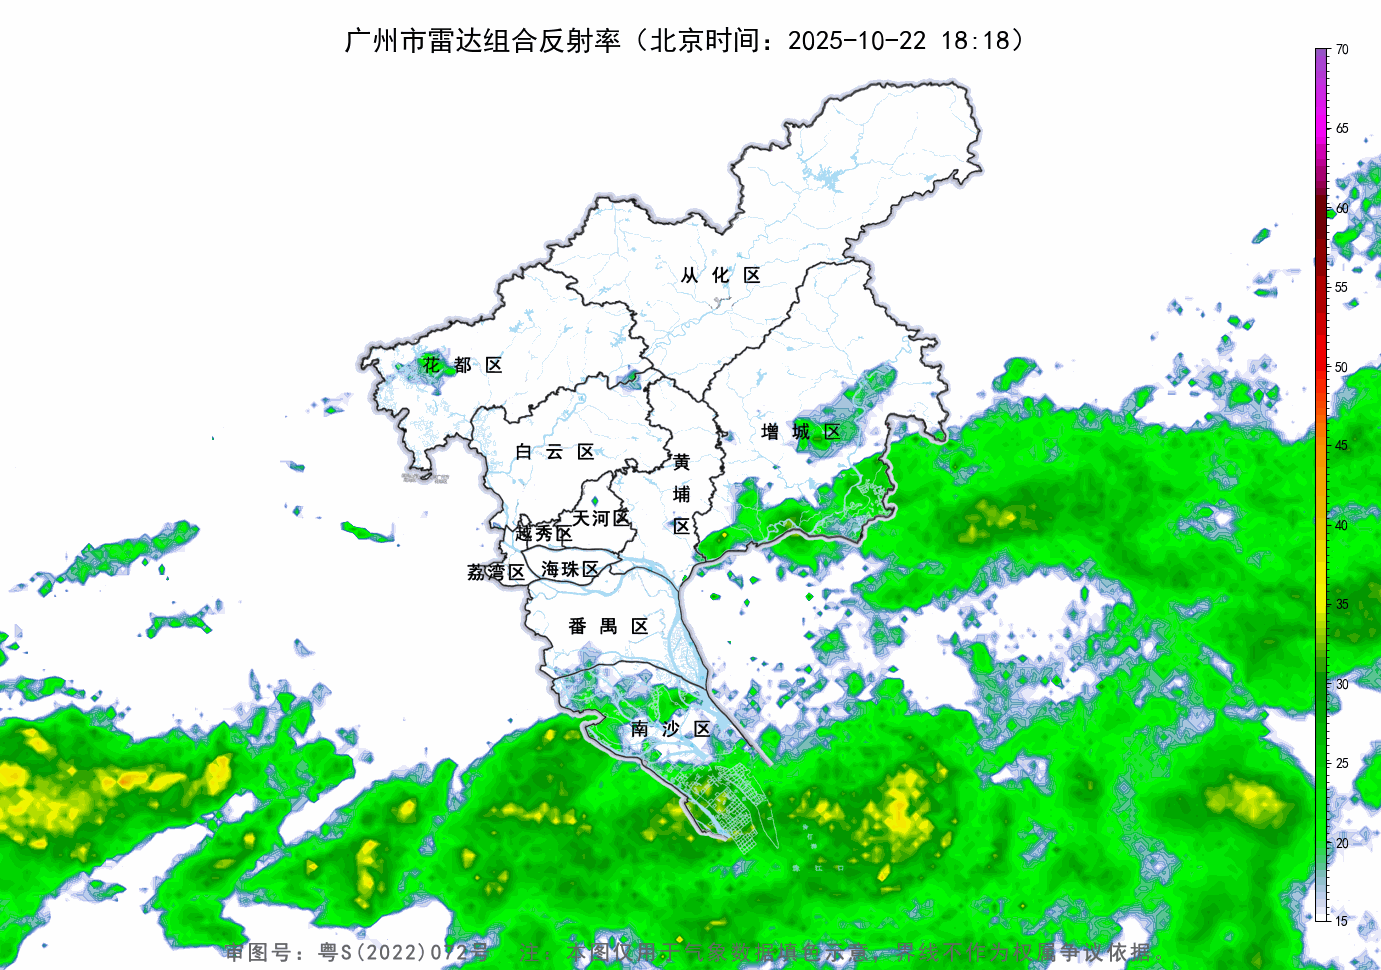 广州市雷达组合反射率（北京时间：2025-10-22 18:18）
70
65
60
55
50
45
40
35
30
25
20
15
从化区
花都区
增城区
白云区
黄埔区
天河区
越秀区
荔湾区
海珠区
番禺区
南沙区
珠江口
审图号：粤S(2022)072号 注：本图仅用于气象数据填色示意，界线不作为权属争议依据。